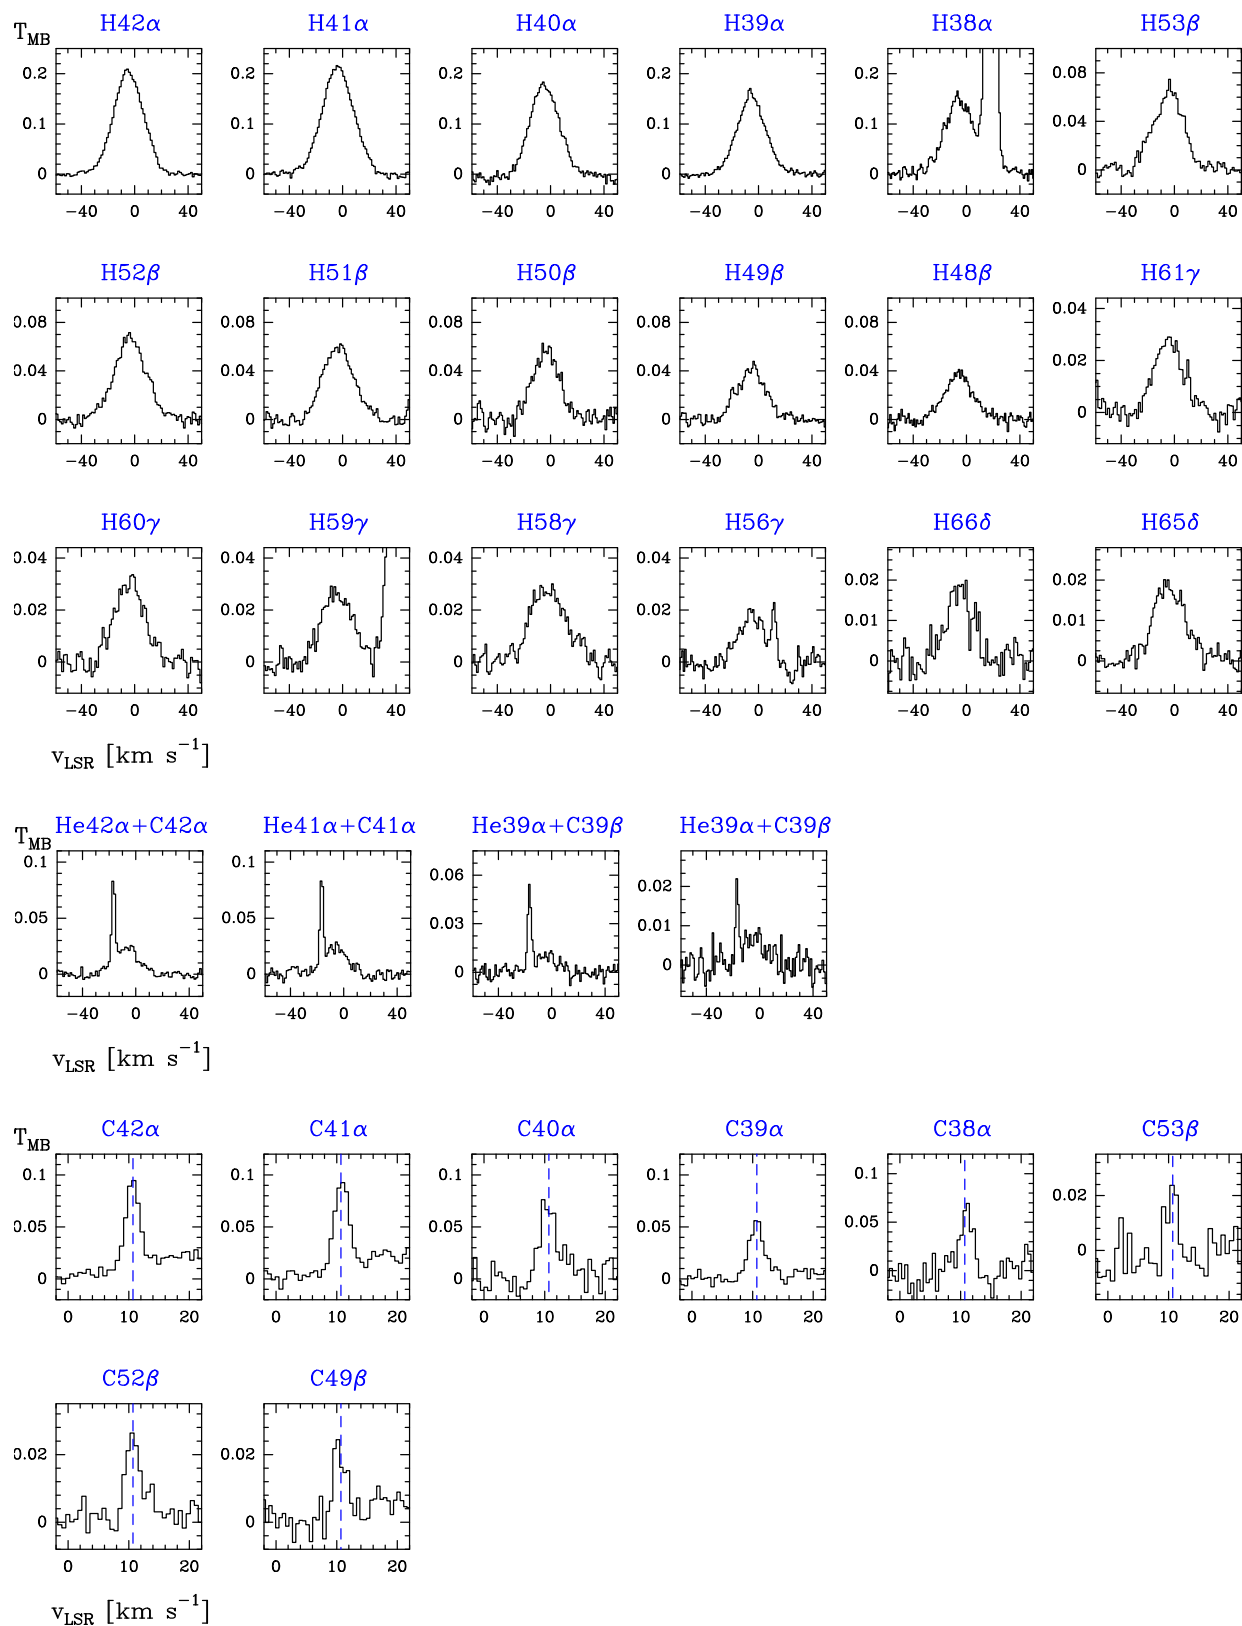 H42α H41α H40α H39α H38α H53β
T_MB
0.2 0.2 0.2 0.2 0.2 0.08
0.1 0.1 0.1 0.1 0.1 0.04
0 0 0 0 0 0
−40 0 40 −40 0 40 −40 0 40 −40 0 40 −40 0 40 −40 0 40
H52β H51β H50β H49β H48β H61γ
0.08 0.08 0.08 0.08 0.08 0.04
0.04 0.04 0.04 0.04 0.04 0.02
0 0 0 0 0 0
−40 0 40 −40 0 40 −40 0 40 −40 0 40 −40 0 40 −40 0 40
H60γ H59γ H58γ H56γ H66δ H65δ
0.04 0.04 0.04 0.04 0.02 0.02
0.02 0.02 0.02 0.02 0.01 0.01
0 0 0 0 0 0
−40 0 40 −40 0 40 −40 0 40 −40 0 40 −40 0 40 −40 0 40
v_LSR [km s⁻¹]
He42α+C42α He41α+C41α He39α+C39β He39α+C39β
T_MB
0.1 0.1 0.06 0.02
0.05 0.05 0.03 0.01
0 0 0 0
−40 0 40 −40 0 40 −40 0 40 −40 0 40
v_LSR [km s⁻¹]
C42α C41α C40α C39α C38α C53β
T_MB
0.1 0.1 0.1 0.1 0.1 0.02
0.05 0.05 0.05 0.05 0.05
0 0 0 0 0 0
0 10 20 0 10 20 0 10 20 0 10 20 0 10 20 0 10 20
C52β C49β
0.02 0.02
0 0
0 10 20 0 10 20
v_LSR [km s⁻¹]